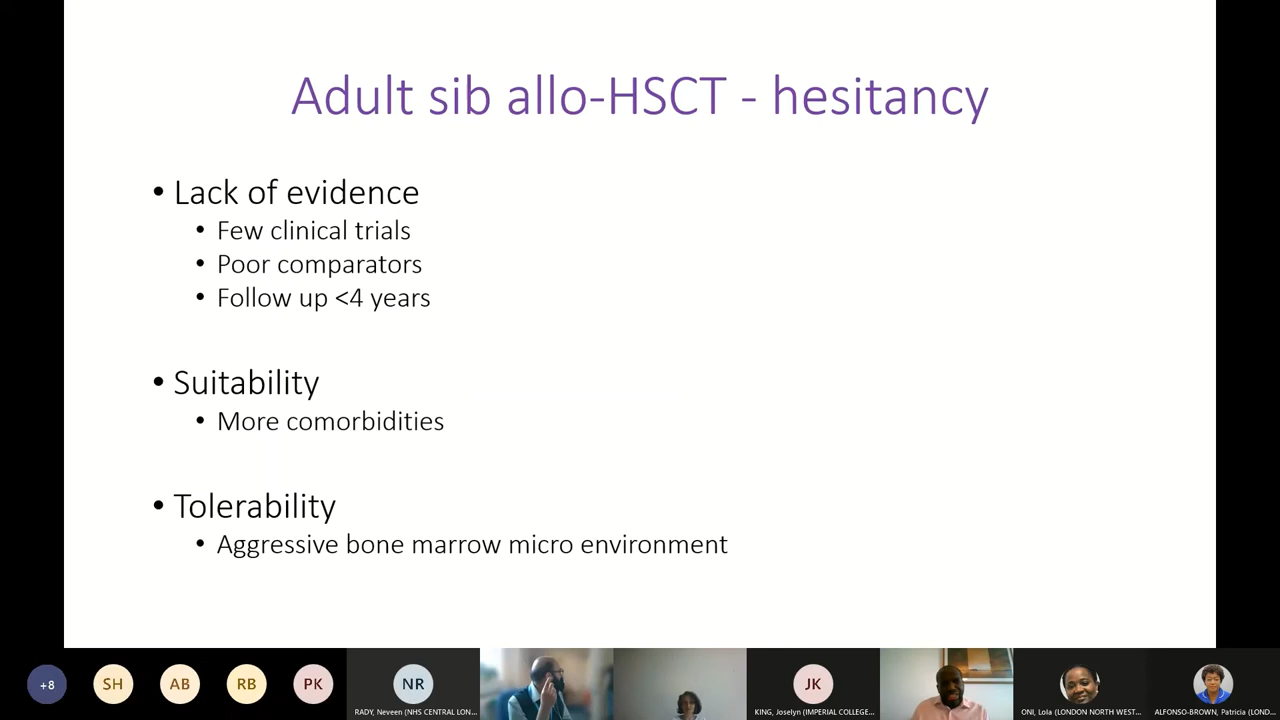 Adult sib allo-HSCT - hesitancy
• Lack of evidence
• Few clinical trials
• Poor comparators
• Follow up <4 years
• Suitability
• More comorbidities
• Tolerability
• Aggressive bone marrow micro environment
+8
SH
AB
RB
PK
NR
JK
RADY, Neveen (NHS CENTRAL LON...
KING, Joselyn (IMPERIAL COLLEGE...
ONI, Lola (LONDON NORTH WEST...
ALFONSO-BROWN, Patricia (LOND...